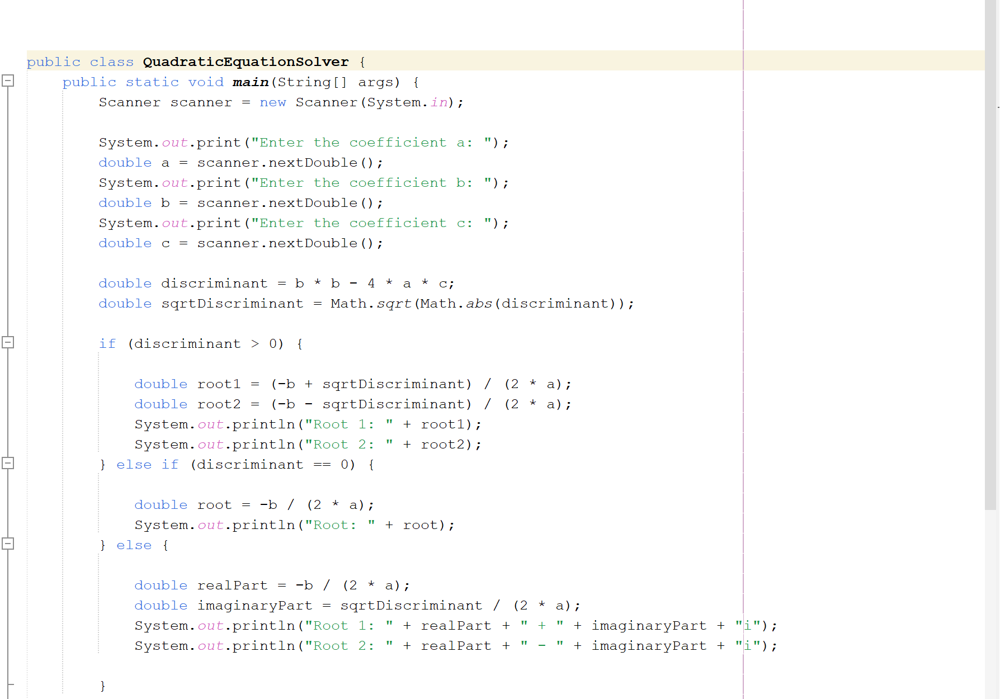 public class QuadraticEquationSolver {
    public static void main(String[] args) {
        Scanner scanner = new Scanner(System.in);

        System.out.print("Enter the coefficient a: ");
        double a = scanner.nextDouble();
        System.out.print("Enter the coefficient b: ");
        double b = scanner.nextDouble();
        System.out.print("Enter the coefficient c: ");
        double c = scanner.nextDouble();

        double discriminant = b * b - 4 * a * c;
        double sqrtDiscriminant = Math.sqrt(Math.abs(discriminant));

        if (discriminant > 0) {

            double root1 = (-b + sqrtDiscriminant) / (2 * a);
            double root2 = (-b - sqrtDiscriminant) / (2 * a);
            System.out.println("Root 1: " + root1);
            System.out.println("Root 2: " + root2);
        } else if (discriminant == 0) {

            double root = -b / (2 * a);
            System.out.println("Root: " + root);
        } else {

            double realPart = -b / (2 * a);
            double imaginaryPart = sqrtDiscriminant / (2 * a);
            System.out.println("Root 1: " + realPart + " + " + imaginaryPart + "i");
            System.out.println("Root 2: " + realPart + " - " + imaginaryPart + "i");

        }